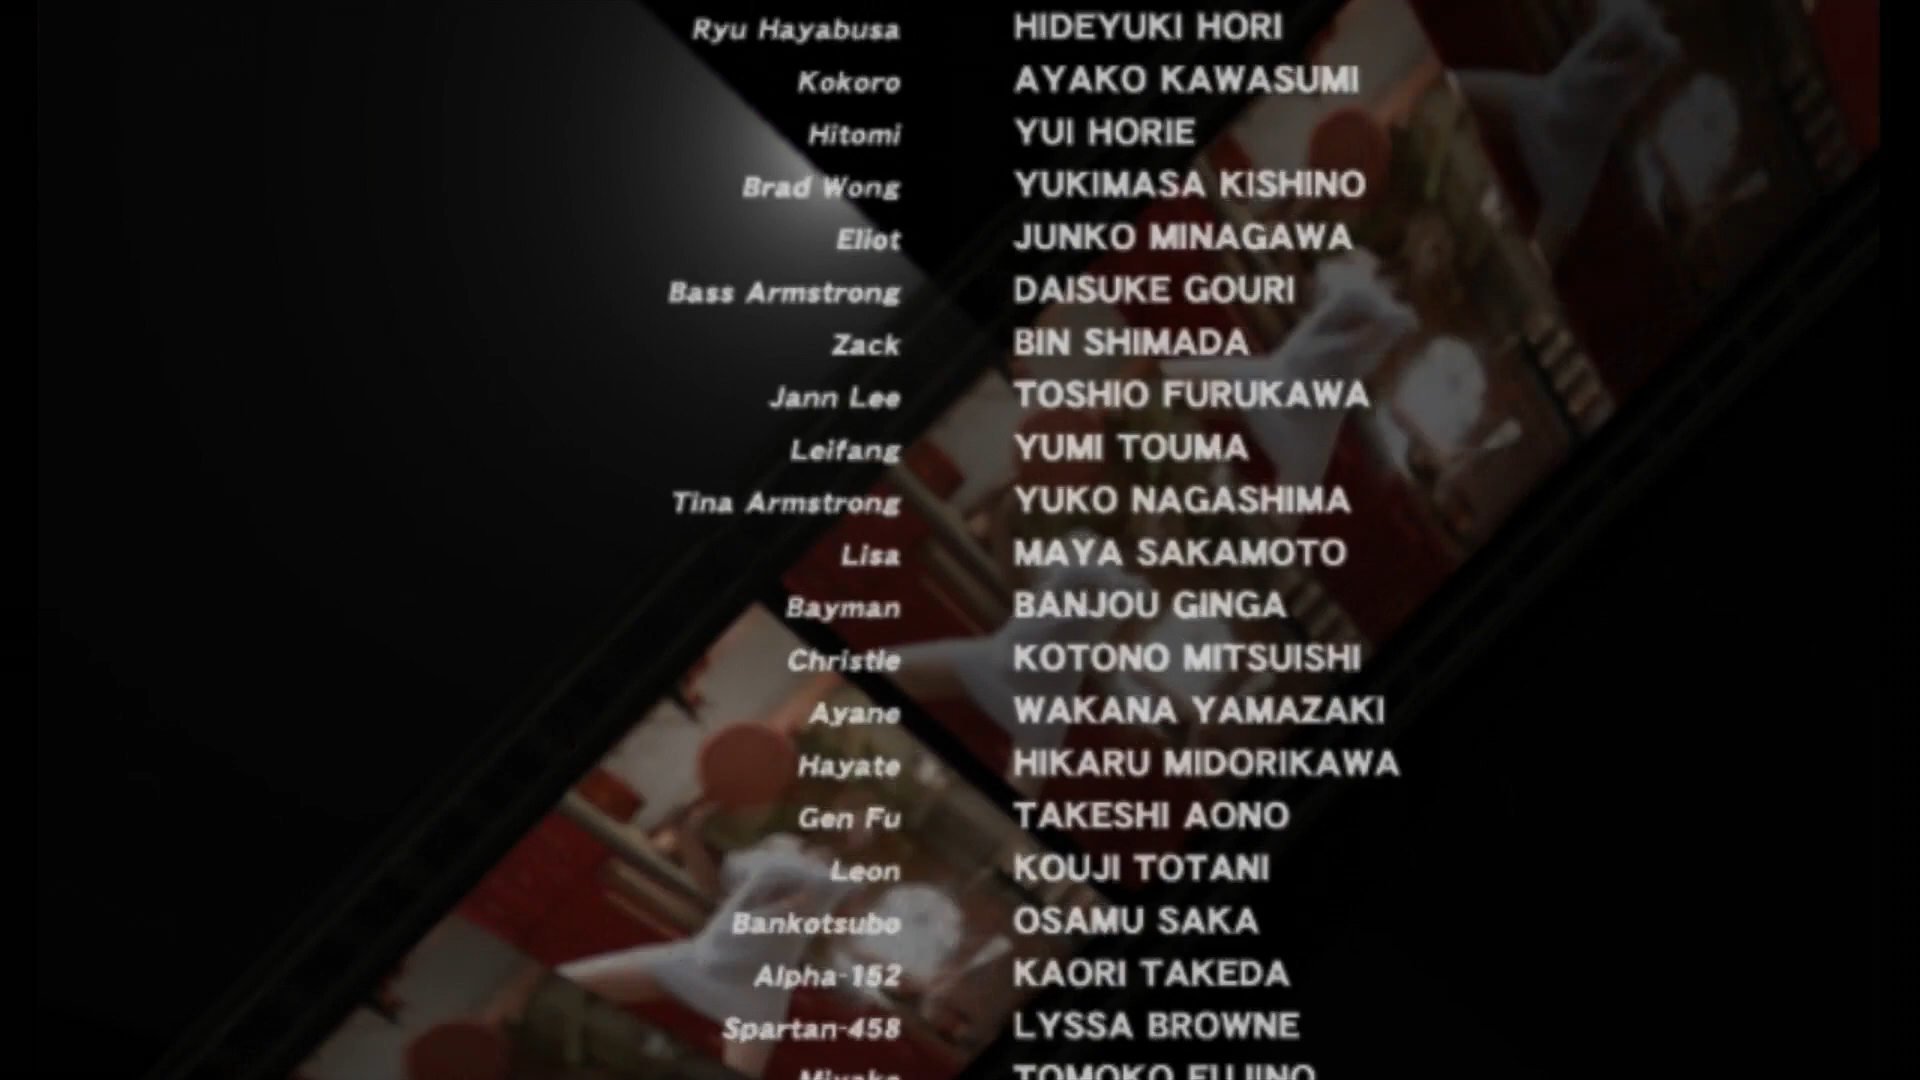 Ryu Hayabusa HIDEYUKI HORI
Kokoro AYAKO KAWASUMI
Hitomi YUI HORIE
Brad Wong YUKIMASA KISHINO
Eliot JUNKO MINAGAWA
Bass Armstrong DAISUKE GOURI
Zack BIN SHIMADA
Jann Lee TOSHIO FURUKAWA
Leifang YUMI TOUMA
Tina Armstrong YUKO NAGASHIMA
Lisa MAYA SAKAMOTO
Bayman BANJOU GINGA
Christie KOTONO MITSUISHI
Ayane WAKANA YAMAZAKI
Hayate HIKARU MIDORIKAWA
Gen Fu TAKESHI AONO
Leon KOUJI TOTANI
Bankotsubo OSAMU SAKA
Alpha-152 KAORI TAKEDA
Spartan-458 LYSSA BROWNE
TOMOKO FUJINO